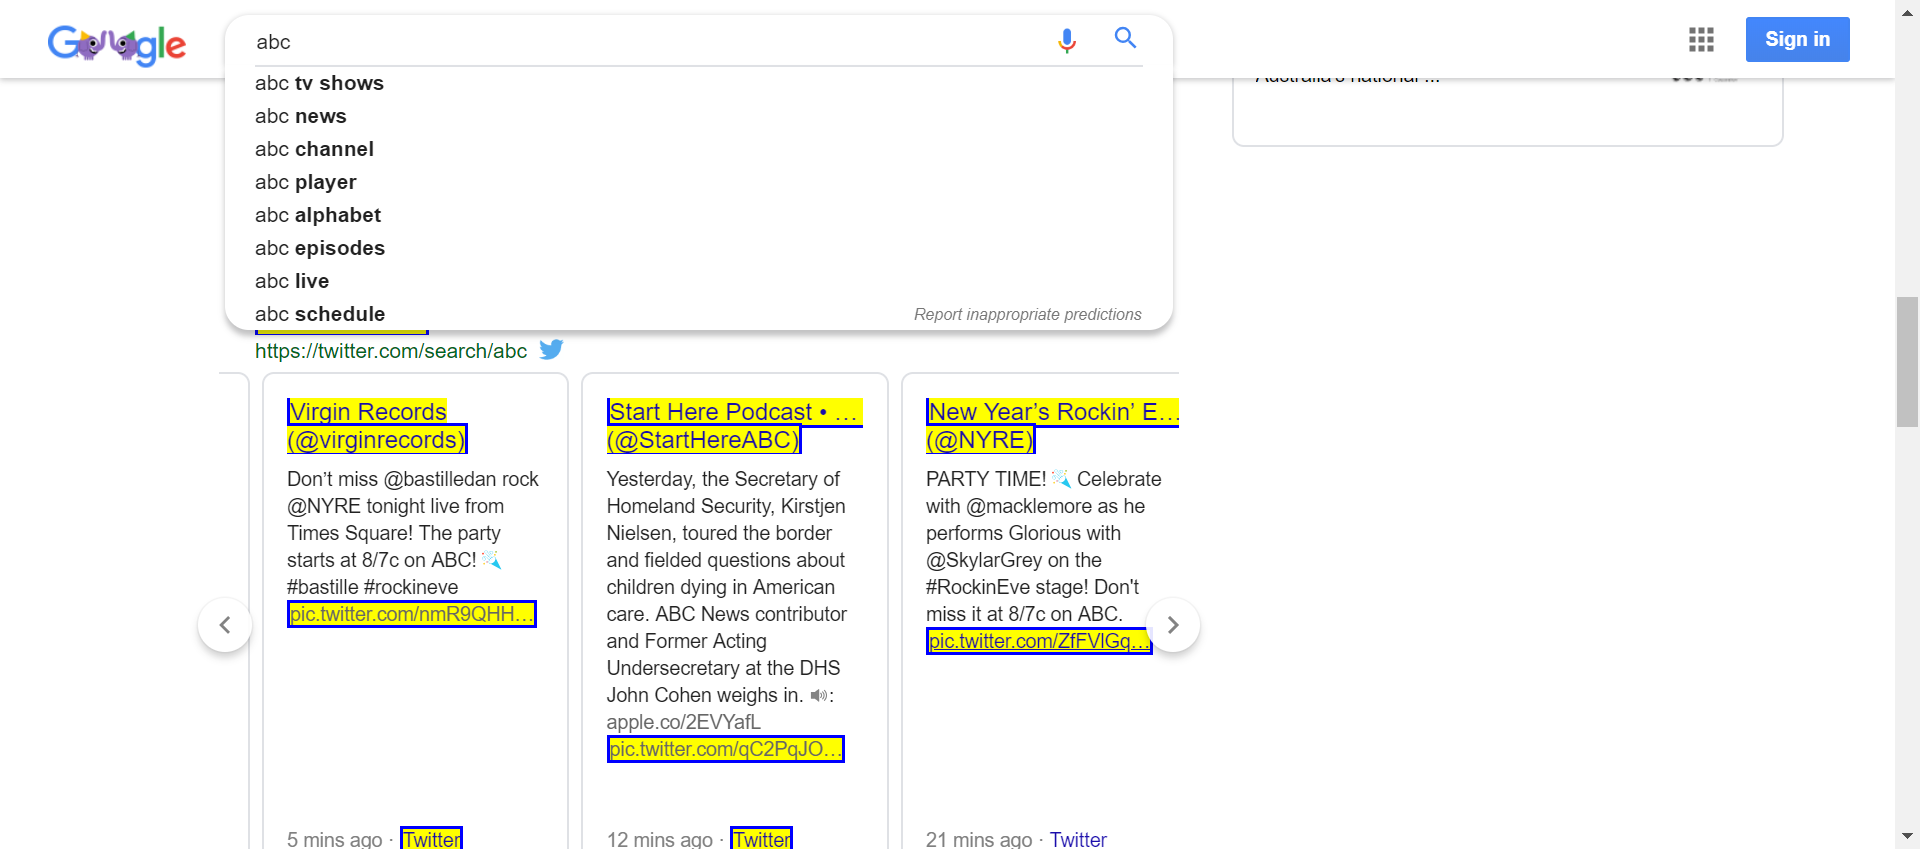 Google
abc
Sign in
abc tv shows
abc news
abc channel
abc player
abc alphabet
abc episodes
abc live
abc schedule
Report inappropriate predictions
Australia's national ...
https://twitter.com/search/abc
Virgin Records
(@virginrecords)
Don’t miss @bastilledan rock
@NYRE tonight live from
Times Square! The party
starts at 8/7c on ABC!
#bastille #rockineve
pic.twitter.com/nmR9QHH…
5 mins ago · Twitter
Start Here Podcast • …
(@StartHereABC)
Yesterday, the Secretary of
Homeland Security, Kirstjen
Nielsen, toured the border
and fielded questions about
children dying in American
care. ABC News contributor
and Former Acting
Undersecretary at the DHS
John Cohen weighs in. 🔊:
apple.co/2EVYafL
pic.twitter.com/qC2PqJO…
12 mins ago · Twitter
New Year’s Rockin’ E…
(@NYRE)
PARTY TIME! Celebrate
with @macklemore as he
performs Glorious with
@SkylarGrey on the
#RockinEve stage! Don't
miss it at 8/7c on ABC.
pic.twitter.com/ZfFVlGq…
21 mins ago · Twitter